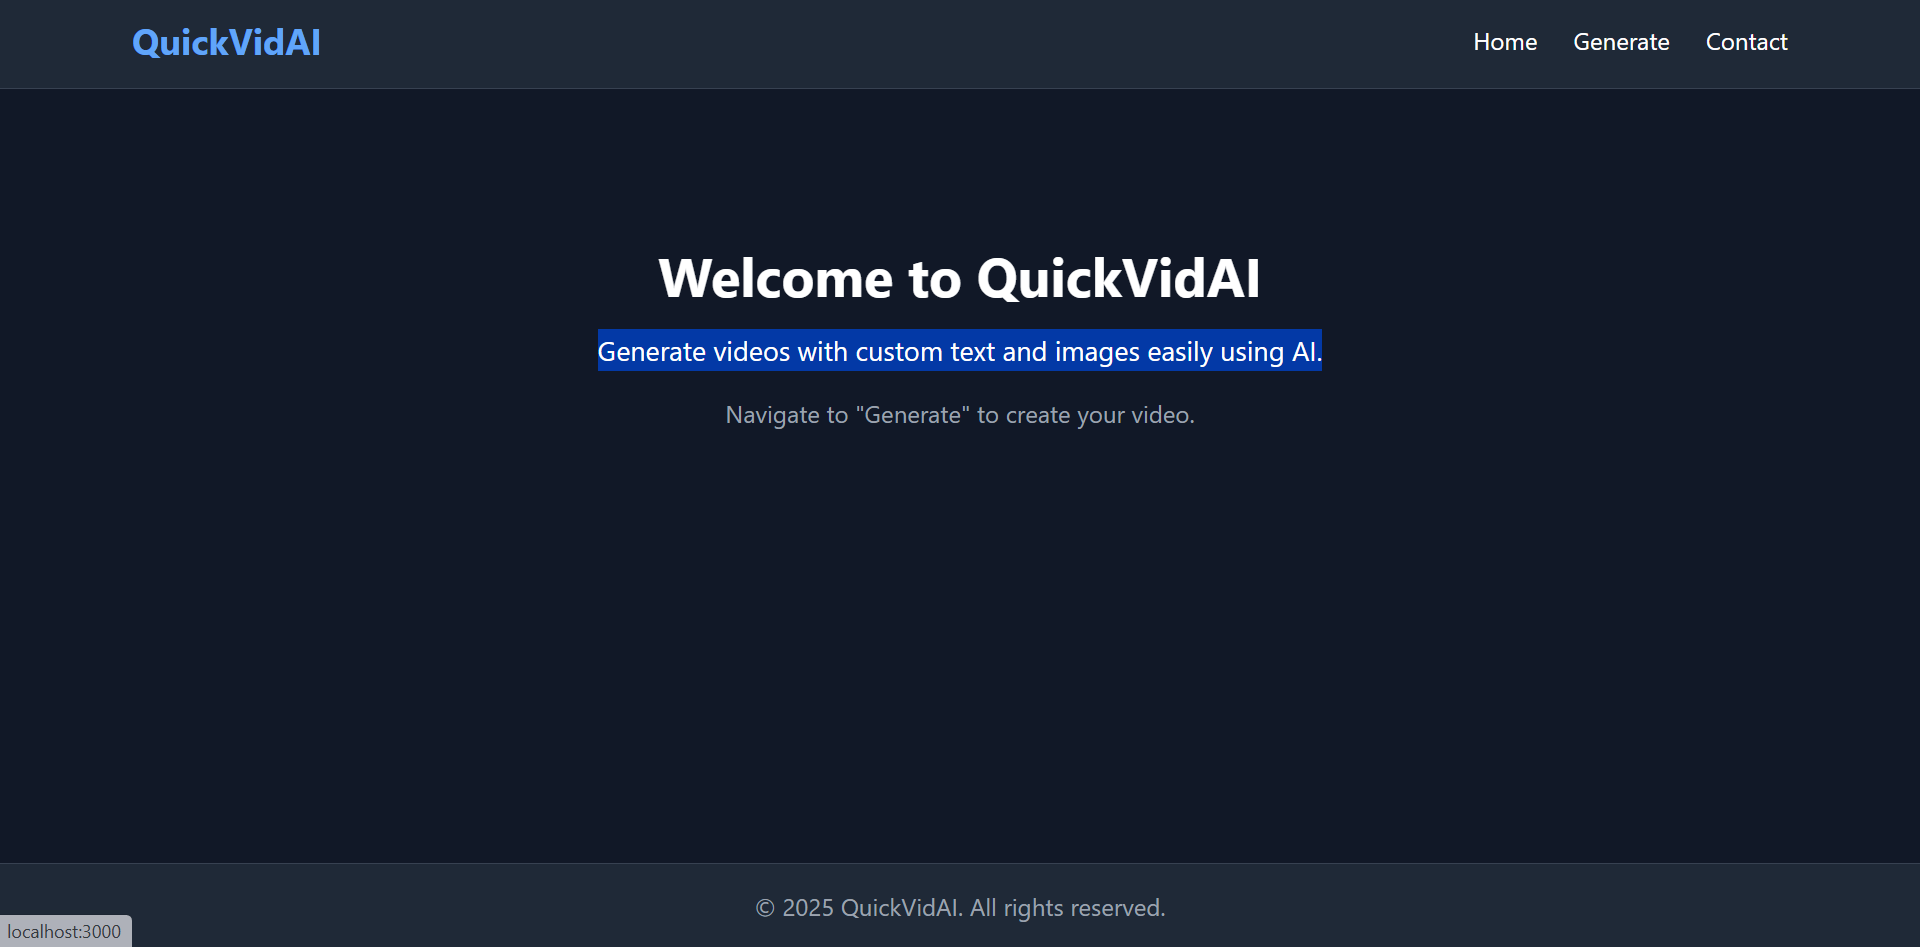 QuickVidAI
Home Generate Contact
Welcome to QuickVidAI
Generate videos with custom text and images easily using AI.
Navigate to "Generate" to create your video.
© 2025 QuickVidAI. All rights reserved.
localhost:3000